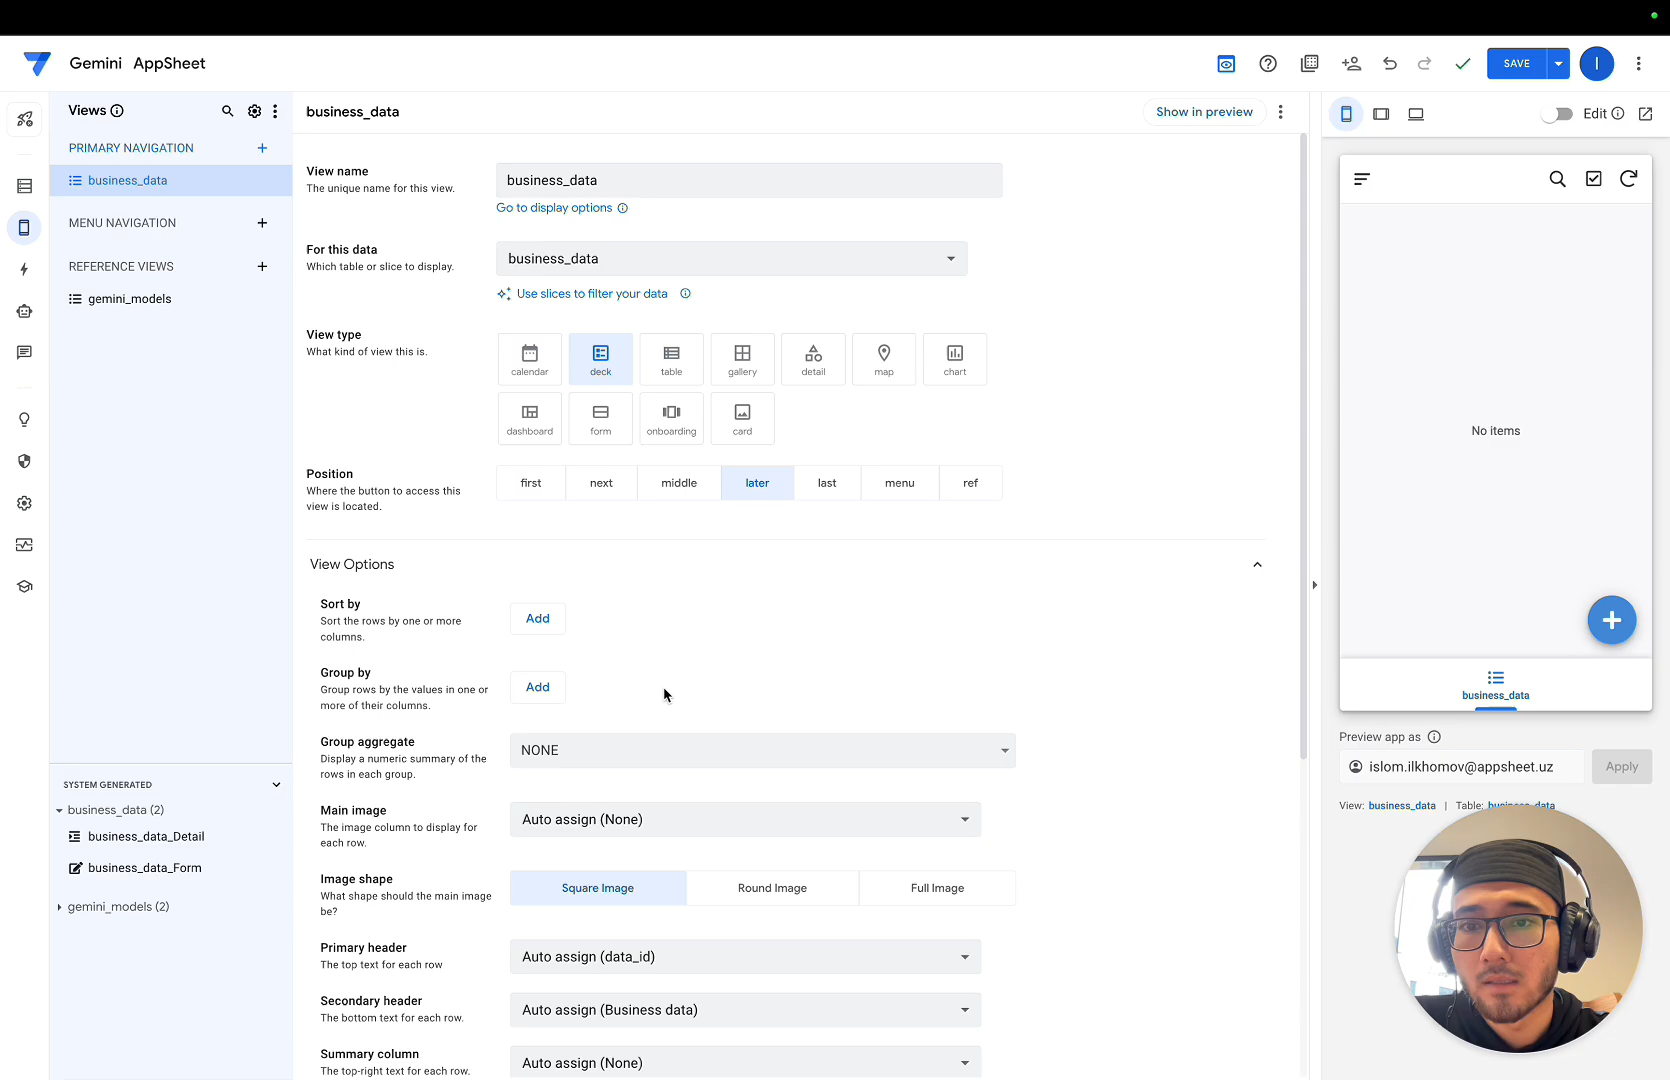 Gemini AppSheet
SAVE
I
Views
business_data
Show in preview
Edit
PRIMARY NAVIGATION
business_data
MENU NAVIGATION
REFERENCE VIEWS
gemini_models
SYSTEM GENERATED
business_data (2)
business_data_Detail
business_data_Form
gemini_models (2)
View name
The unique name for this view.
business_data
Go to display options
For this data
Which table or slice to display.
business_data
Use slices to filter your data
View type
What kind of view this is.
calendar
deck
table
gallery
detail
map
chart
dashboard
form
onboarding
card
Position
Where the button to access this
view is located.
first
next
middle
later
last
menu
ref
View Options
Sort by
Sort the rows by one or more
columns.
Add
Group by
Group rows by the values in one or
more of their columns.
Add
Group aggregate
Display a numeric summary of the
rows in each group.
NONE
Main image
The image column to display for
each row.
Auto assign (None)
Image shape
What shape should the main image
be?
Square Image
Round Image
Full Image
Primary header
The top text for each row
Auto assign (data_id)
Secondary header
The bottom text for each row.
Auto assign (Business data)
Summary column
The top-right text for each row.
Auto assign (None)
No items
business_data
Preview app as
islom.ilkhomov@appsheet.uz
Apply
View: business_data | Table: business_data